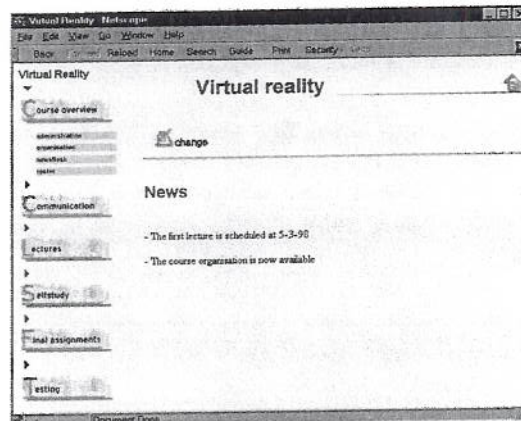 Virtual Reality - Netscape
File Edit View Go Window Help
Back Reload Home Search Guide Print Security
Virtual Reality
Virtual reality
Course overview
administration
organisation
newsflash
roster
change
Communication
News
- The first lecture is scheduled at 5-3-98
Lectures
- The course organisation is now available
Selfstudy
Final assignments
Testing
Document Done